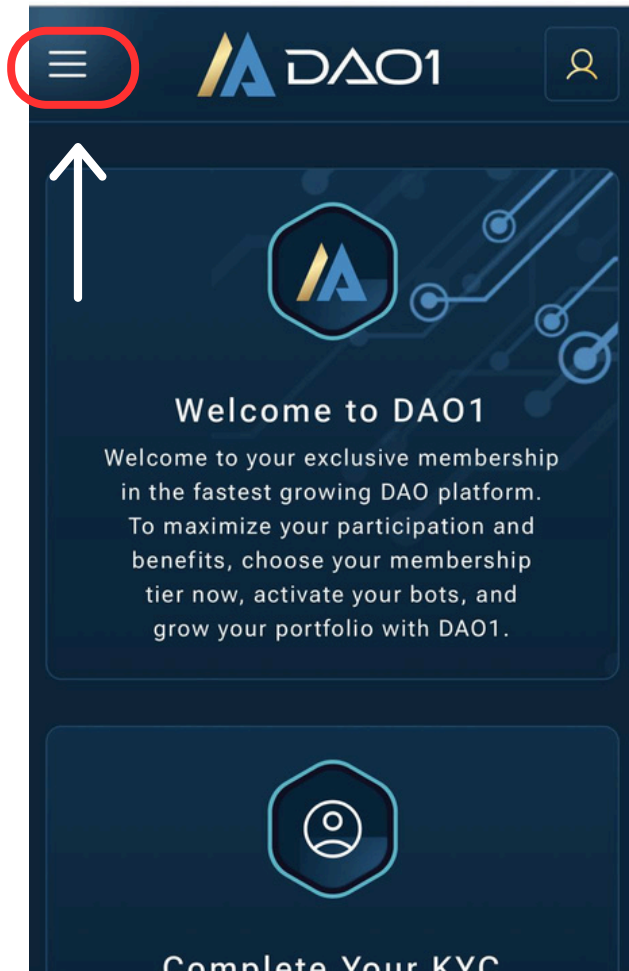 DAO1
Welcome to DAO1
Welcome to your exclusive membership
in the fastest growing DAO platform.
To maximize your participation and
benefits, choose your membership
tier now, activate your bots, and
grow your portfolio with DAO1.
Complete Your KYC